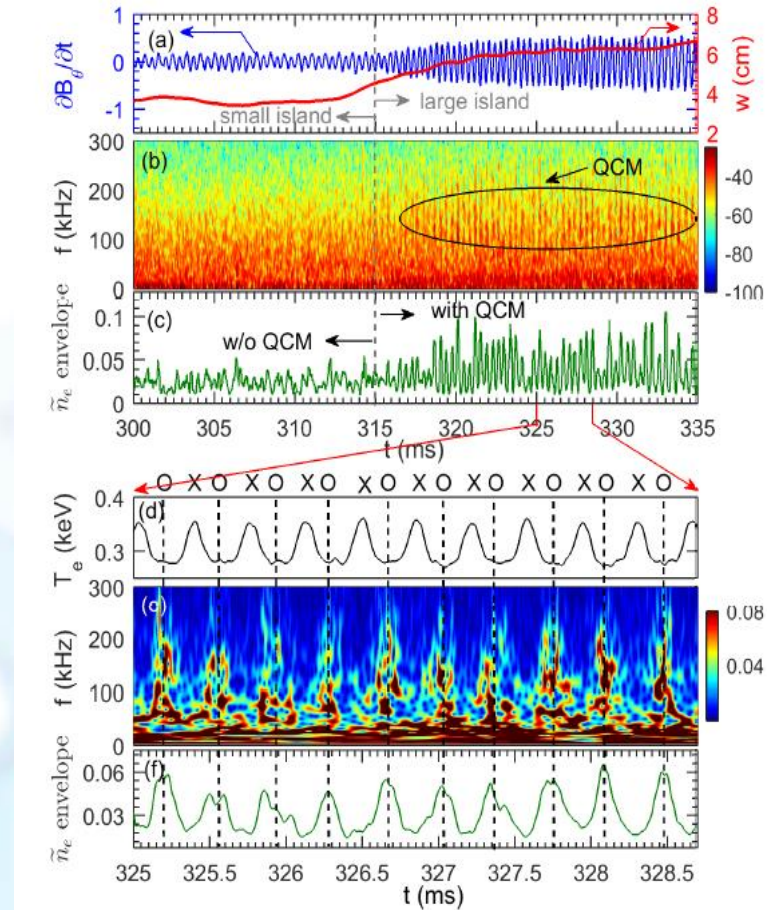 (a)
∂B_θ/∂t
1
0
-1
8
6
4
2
w (cm)
small island
large island
(b)
QCM
f (kHz)
300
200
100
0
-40
-60
-80
-100
(c)
w/o QCM
with QCM
ñ_e envelope
0.1
0.05
0
300 305 310 315 320 325 330 335
t (ms)
X O X O X O X O X O X O X O X O X O X O
(d)
T_e (keV)
0.4
0.3
(e)
f (kHz)
300
200
100
0
0.08
0.04
(f)
ñ_e envelope
0.06
0.03
325 325.5 326 326.5 327 327.5 328 328.5
t (ms)